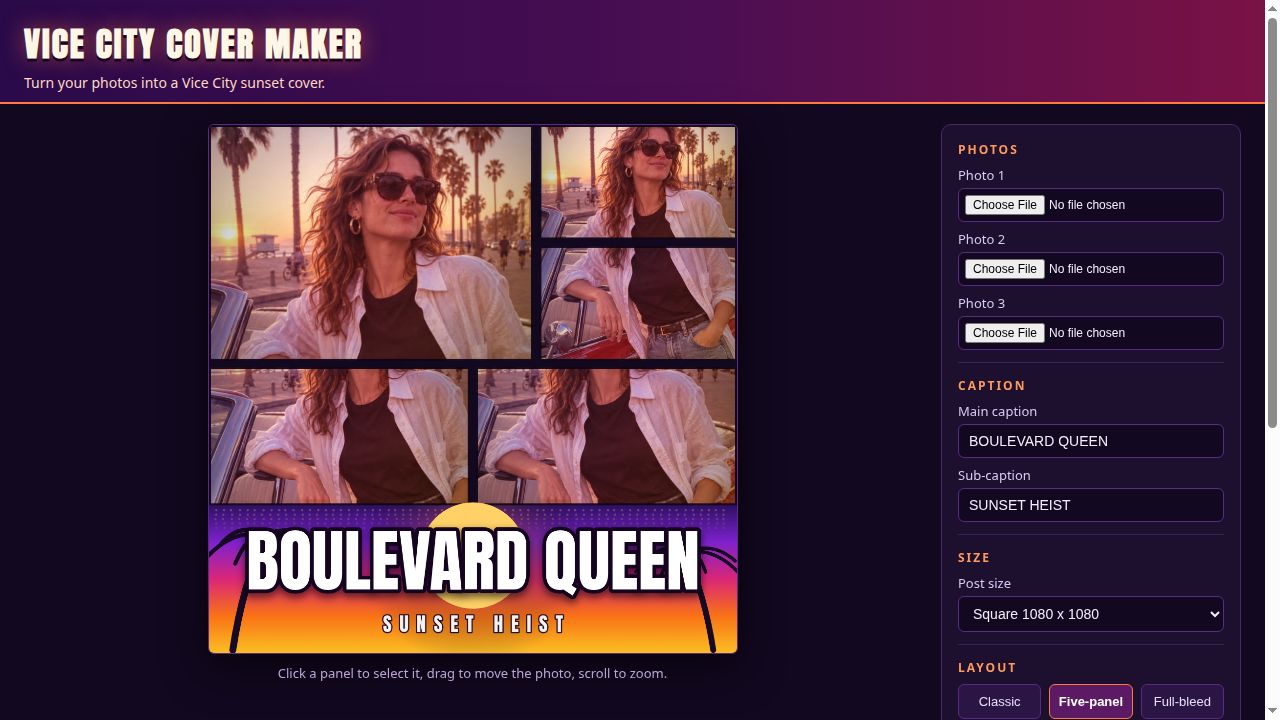 VICE CITY COVER MAKER
Turn your photos into a Vice City sunset cover.
BOULEVARD QUEEN
SUNSET HEIST
Click a panel to select it, drag to move the photo, scroll to zoom.
PHOTOS
Photo 1
Choose File No file chosen
Photo 2
Choose File No file chosen
Photo 3
Choose File No file chosen
CAPTION
Main caption
BOULEVARD QUEEN
Sub-caption
SUNSET HEIST
SIZE
Post size
Square 1080 x 1080
LAYOUT
Classic Five-panel Full-bleed